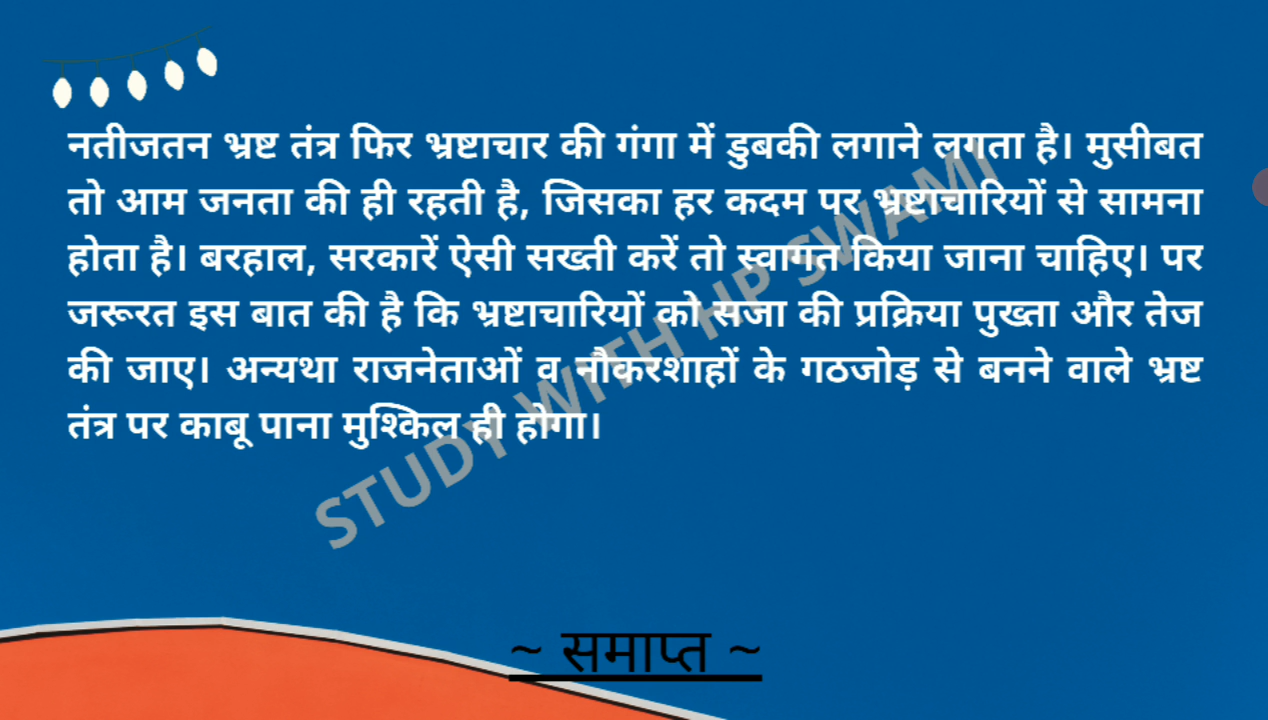 नतीजतन भ्रष्ट तंत्र फिर भ्रष्टाचार की गंगा में डुबकी लगाने लगता है। मुसीबत
तो आम जनता की ही रहती है, जिसका हर कदम पर भ्रष्टाचारियों से सामना
होता है। बरहाल, सरकारें ऐसी सख्ती करें तो स्वागत किया जाना चाहिए। पर
जरूरत इस बात की है कि भ्रष्टाचारियों को सजा की प्रक्रिया पुख्ता और तेज
की जाए। अन्यथा राजनेताओं व नौकरशाहों के गठजोड़ से बनने वाले भ्रष्ट
तंत्र पर काबू पाना मुश्किल ही होगा।
STUDY WITH HP SWAMI
~ समाप्त ~